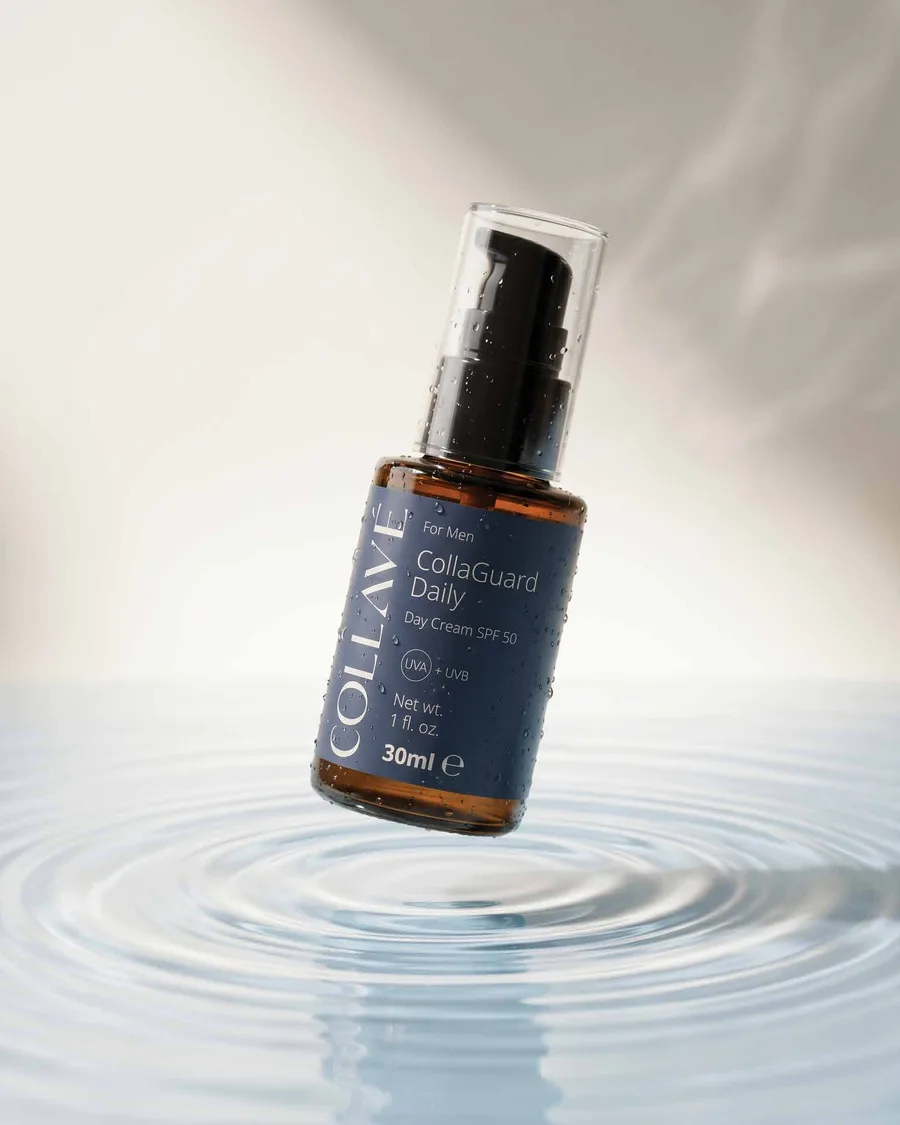 COLLAVÉ
For Men
CollaGuard
Daily
Day Cream SPF 50
UVA + UVB
Net wt.
1 fl. oz.
30ml ℮